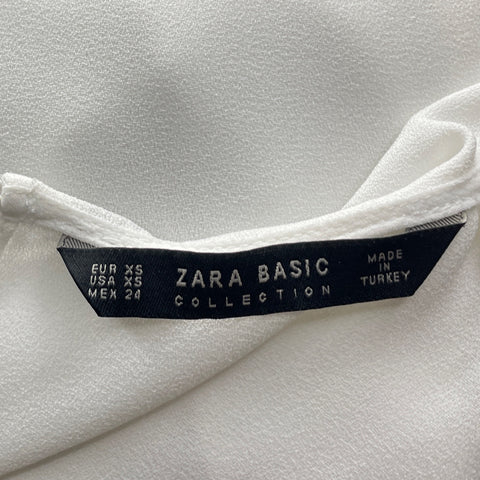 EUR XS
USA XS
MEX 24
ZARA BASIC
COLLECTION
MADE
IN
TURKEY